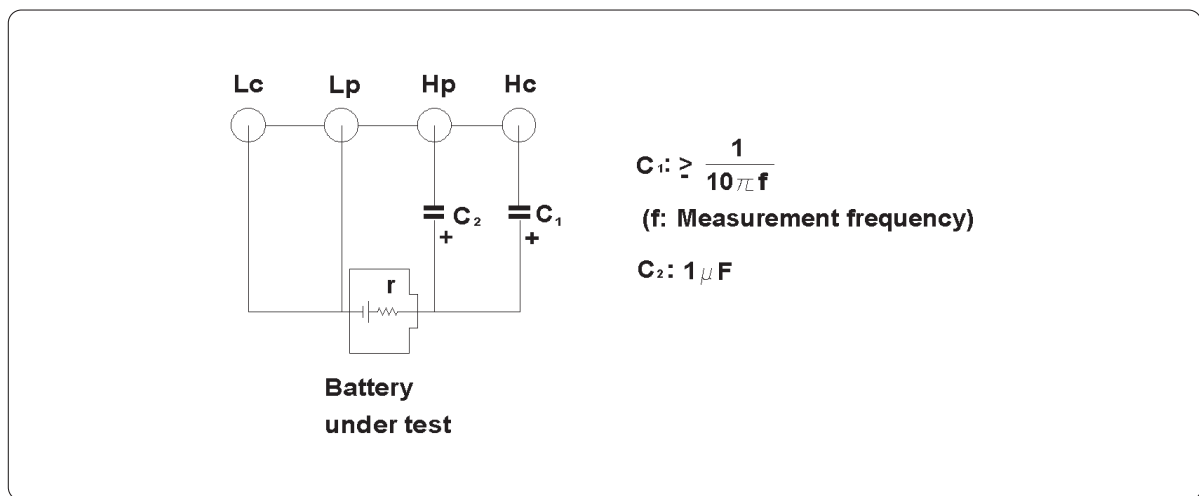 Lc Lp Hp Hc
C₁: ≥ 1 / 10πf
(f: Measurement frequency)
C₂: 1μF
C₂ C₁
+ +
r
Battery
under test